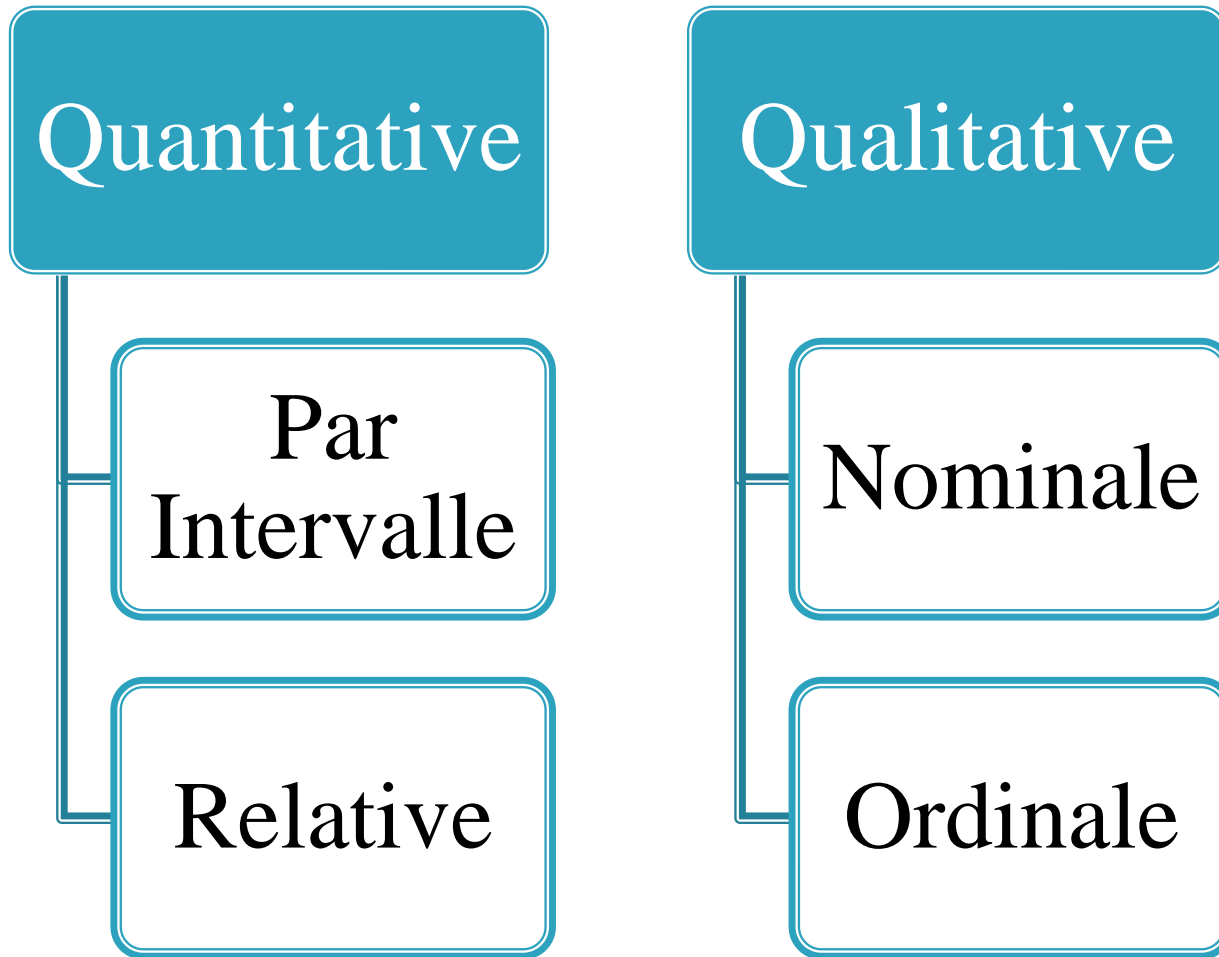 Quantitative
Par
Intervalle
Relative
Qualitative
Nominale
Ordinale